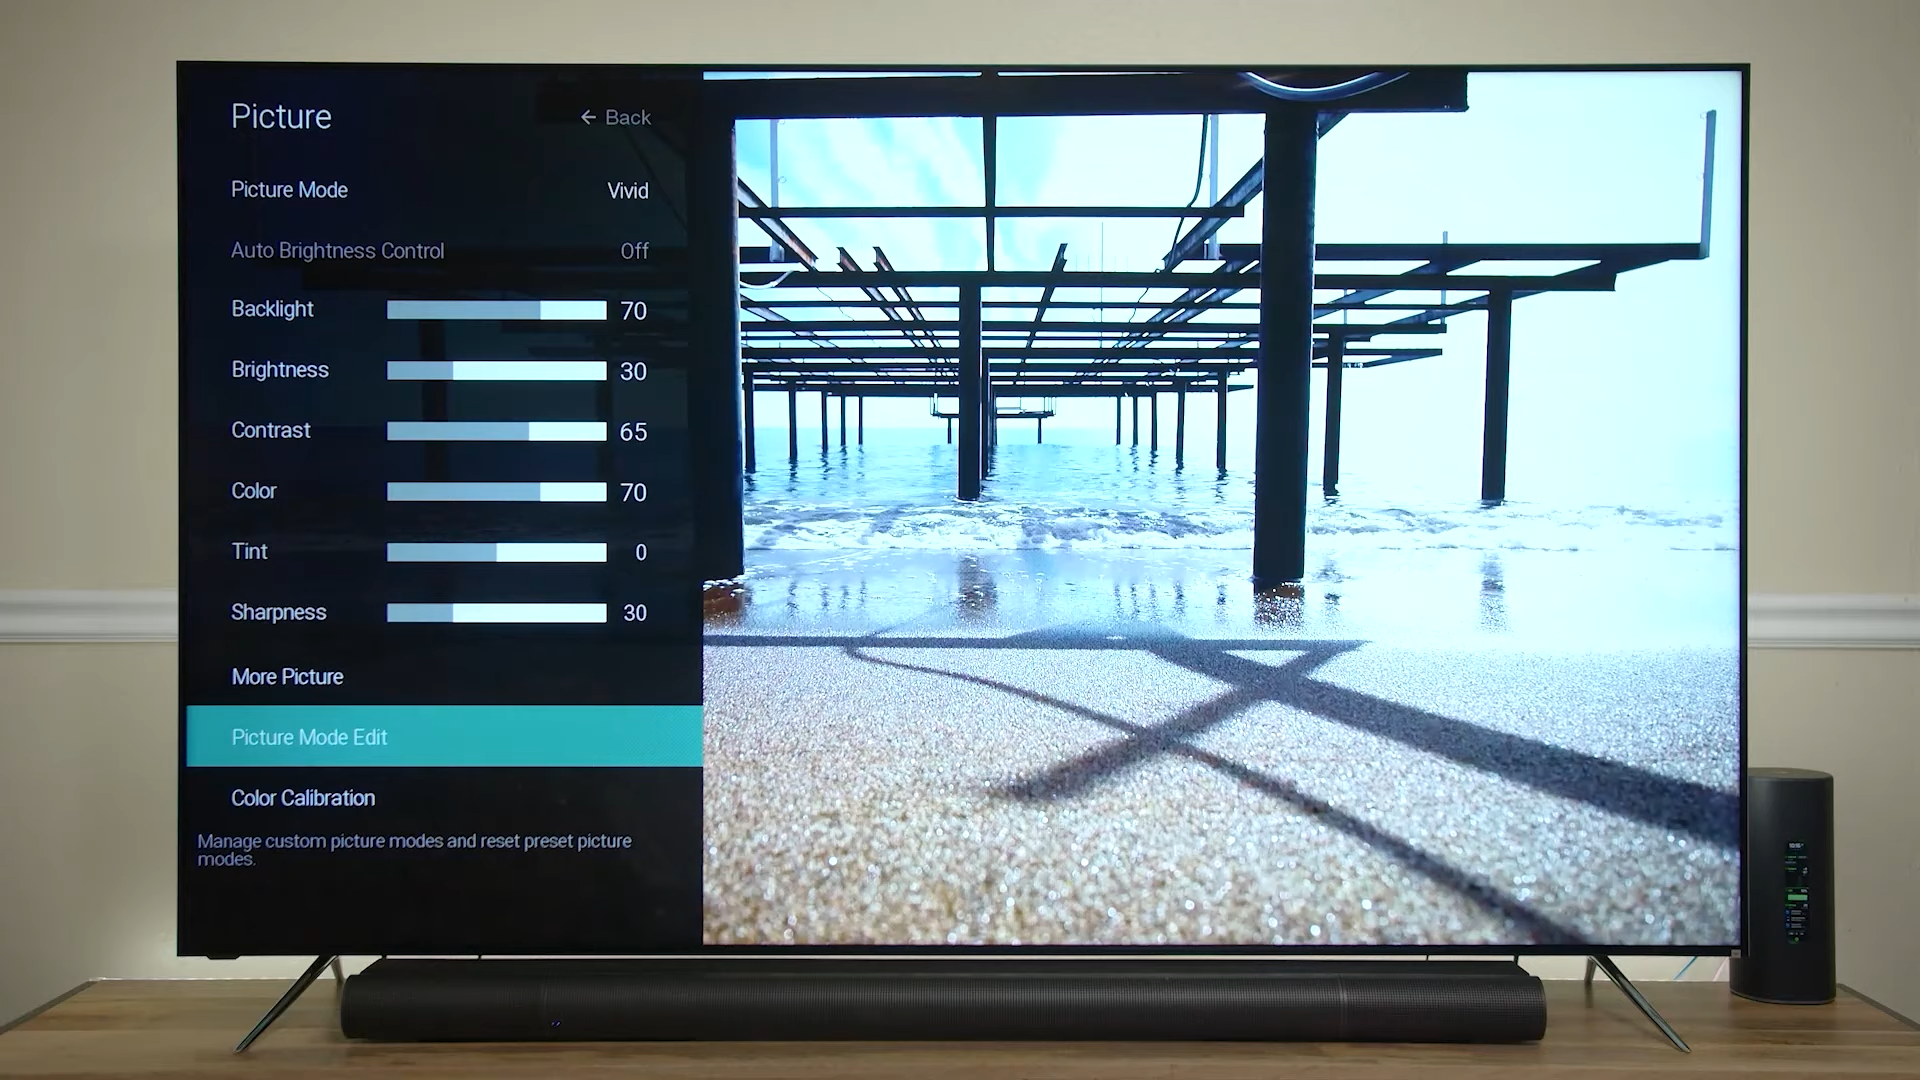 Picture
← Back
Picture Mode Vivid
Auto Brightness Control Off
Backlight 70
Brightness 30
Contrast 65
Color 70
Tint 0
Sharpness 30
More Picture
Picture Mode Edit
Color Calibration
Manage custom picture modes and reset preset picture
modes.